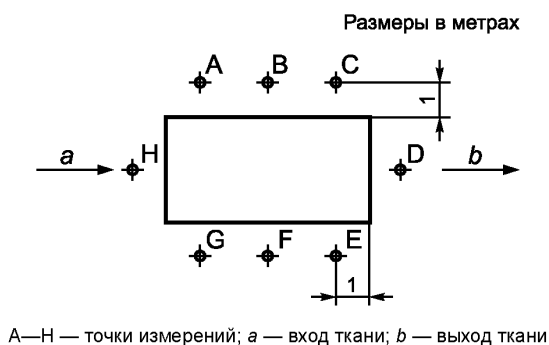 Размеры в метрах
A B C
1
a H D b
G F E
1
A—H — точки измерений; a — вход ткани; b — выход ткани